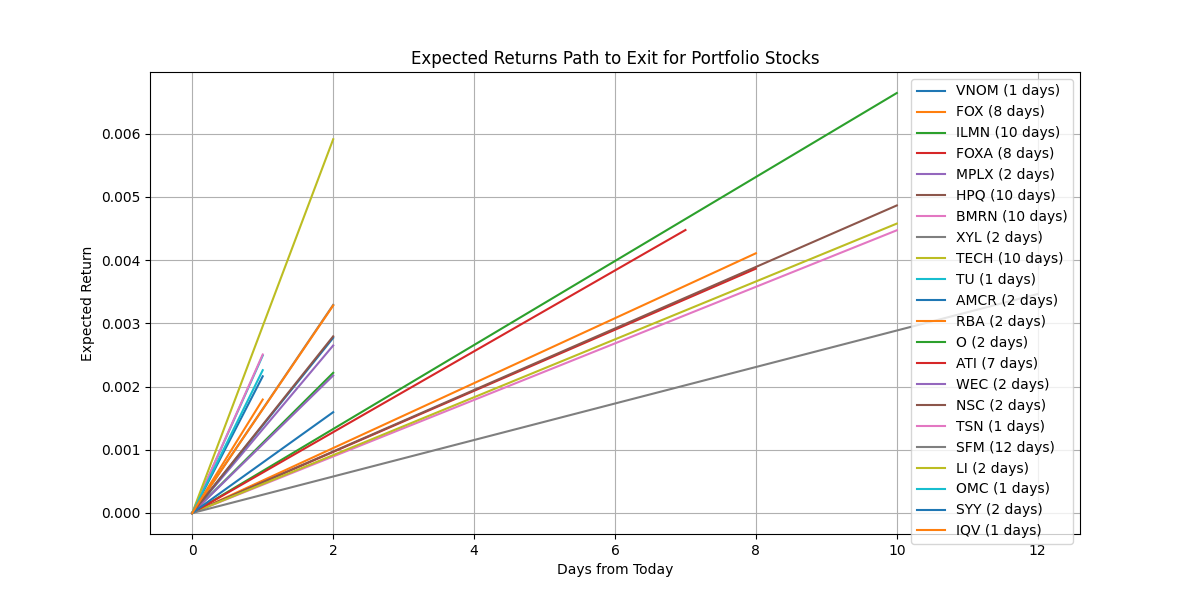 Expected Returns Path to Exit for Portfolio Stocks
Expected Return
0.006
0.005
0.004
0.003
0.002
0.001
0.000
0 2 4 6 8 10 12
Days from Today
VNOM (1 days)
FOX (8 days)
ILMN (10 days)
FOXA (8 days)
MPLX (2 days)
HPQ (10 days)
BMRN (10 days)
XYL (2 days)
TECH (10 days)
TU (1 days)
AMCR (2 days)
RBA (2 days)
O (2 days)
ATI (7 days)
WEC (2 days)
NSC (2 days)
TSN (1 days)
SFM (12 days)
LI (2 days)
OMC (1 days)
SYY (2 days)
IQV (1 days)